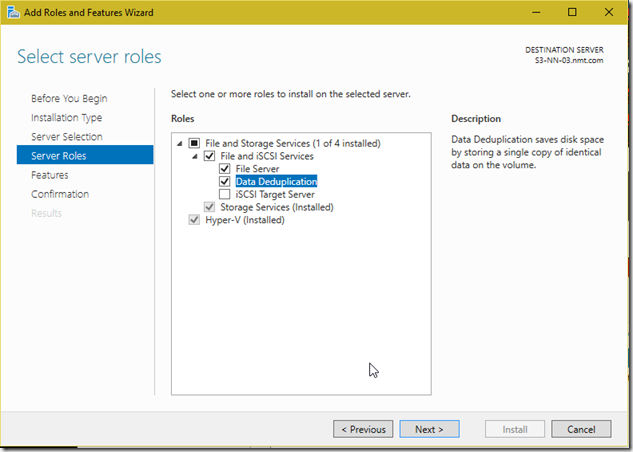 Add Roles and Features Wizard
Select server roles
DESTINATION SERVER
S3-NN-03.nmt.com
Before You Begin
Installation Type
Server Selection
Server Roles
Features
Confirmation
Results
Select one or more roles to install on the selected server.
Roles
File and Storage Services (1 of 4 installed)
File and iSCSI Services
File Server
Data Deduplication
iSCSI Target Server
Storage Services (Installed)
Hyper-V (Installed)
Description
Data Deduplication saves disk space
by storing a single copy of identical
data on the volume.
< Previous
Next >
Install
Cancel